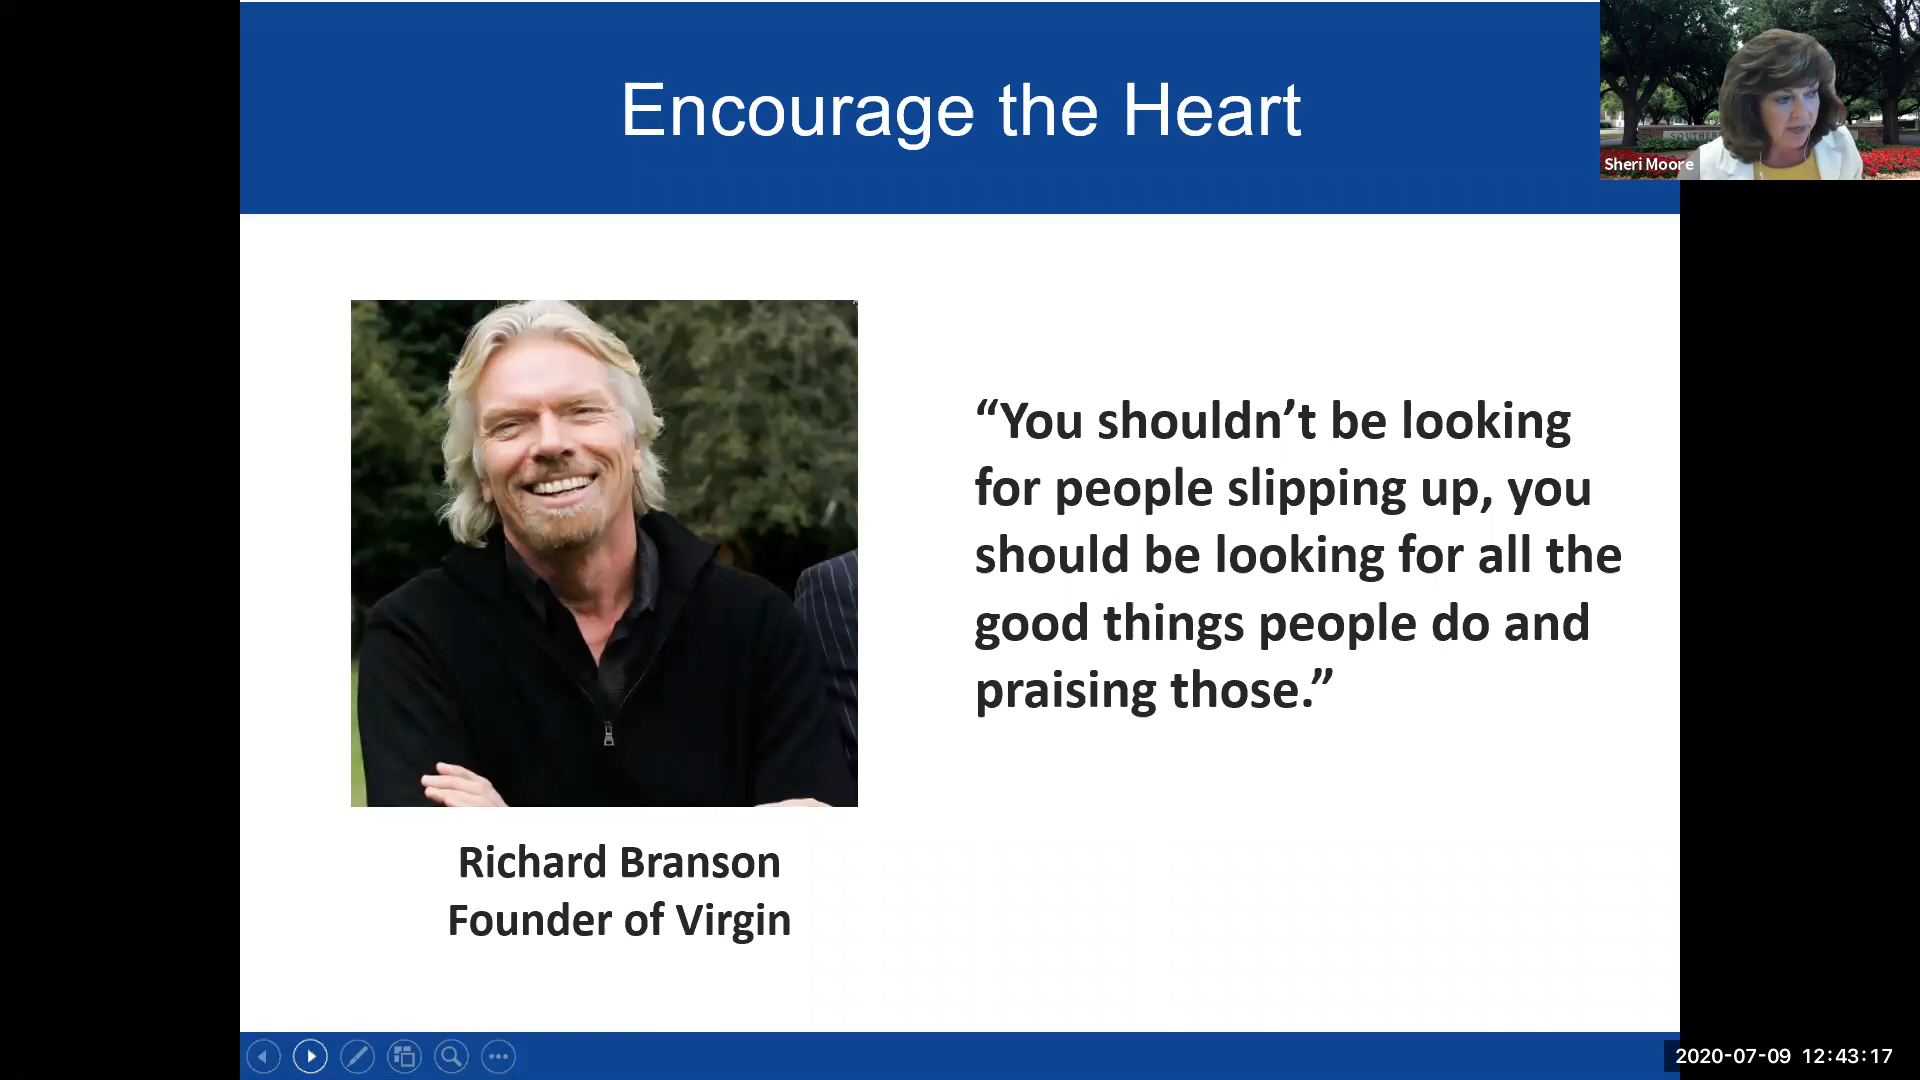 Encourage the Heart
SOUTHER
Sheri Moore
“You shouldn’t be looking
for people slipping up, you
should be looking for all the
good things people do and
praising those.”
Richard Branson
Founder of Virgin
2020-07-09 12:43:17